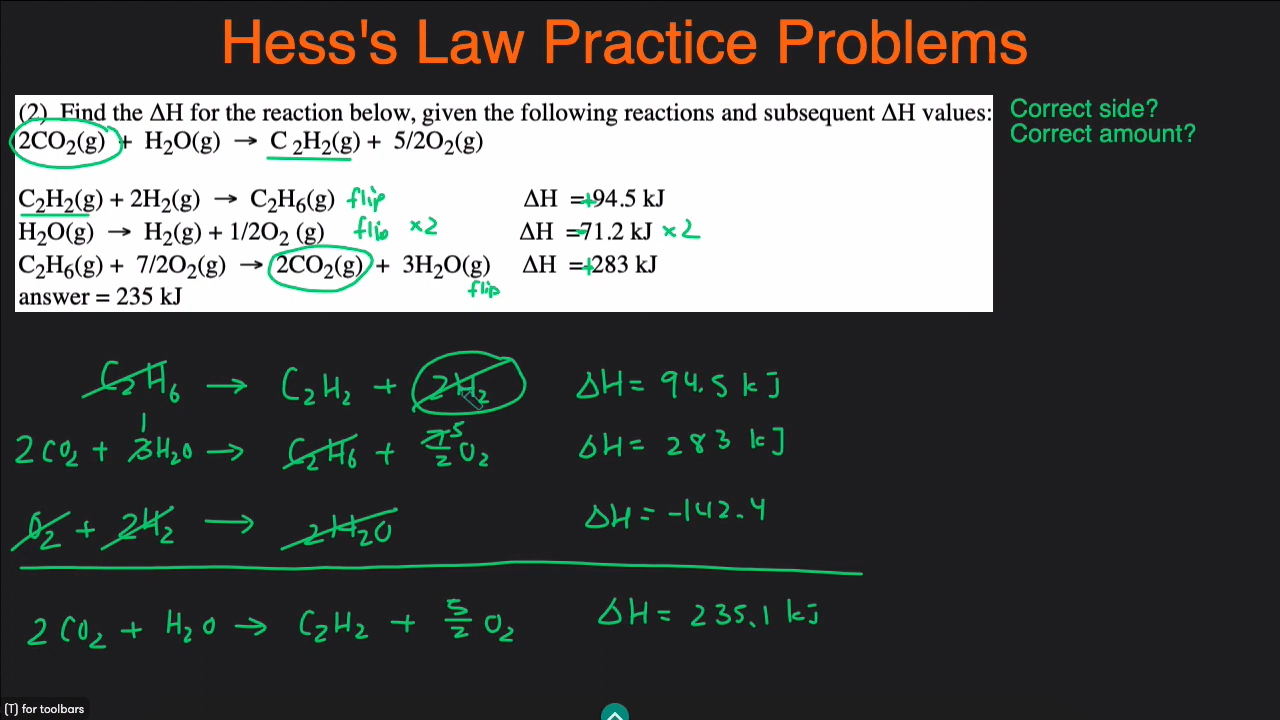 Hess's Law Practice Problems
(2) Find the ΔH for the reaction below, given the following reactions and subsequent ΔH values:
2CO₂(g) + H₂O(g) → C ₂H₂(g) + 5/2O₂(g)
Correct side?
Correct amount?
C₂H₂(g) + 2H₂(g) → C₂H₆(g) flip ΔH = +94.5 kJ
H₂O(g) → H₂(g) + 1/2O₂ (g) flip ×2 ΔH = -71.2 kJ ×2
C₂H₆(g) + 7/2O₂(g) → 2CO₂(g) + 3H₂O(g) ΔH = +283 kJ
flip
answer = 235 kJ
C₂H₆ → C₂H₂ + 2H₂ ΔH = 94.5 kJ
1
2CO₂ + 3H₂O → C₂H₆ + 7/2 5 O₂ ΔH = 283 kJ
O₂ + 2H₂ → 2H₂O ΔH = -142.4
2CO₂ + H₂O → C₂H₂ + 5/2 O₂ ΔH = 235.1 kJ
(T) for toolbars